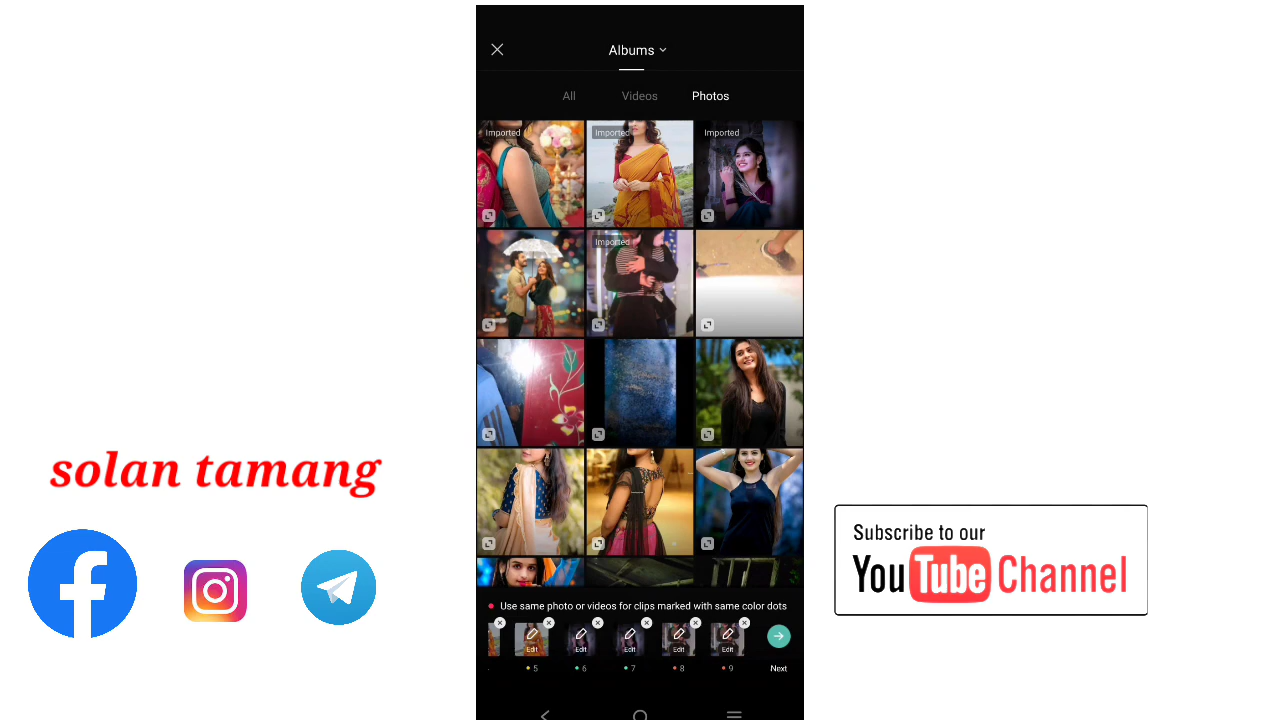 Albums
All
Videos
Photos
Imported
Imported
Imported
Imported
solan tamang
Subscribe to our
YouTube Channel
Use same photo or videos for clips marked with same color dots
Edit
Edit
Edit
Edit
Edit
5
6
7
8
9
Next